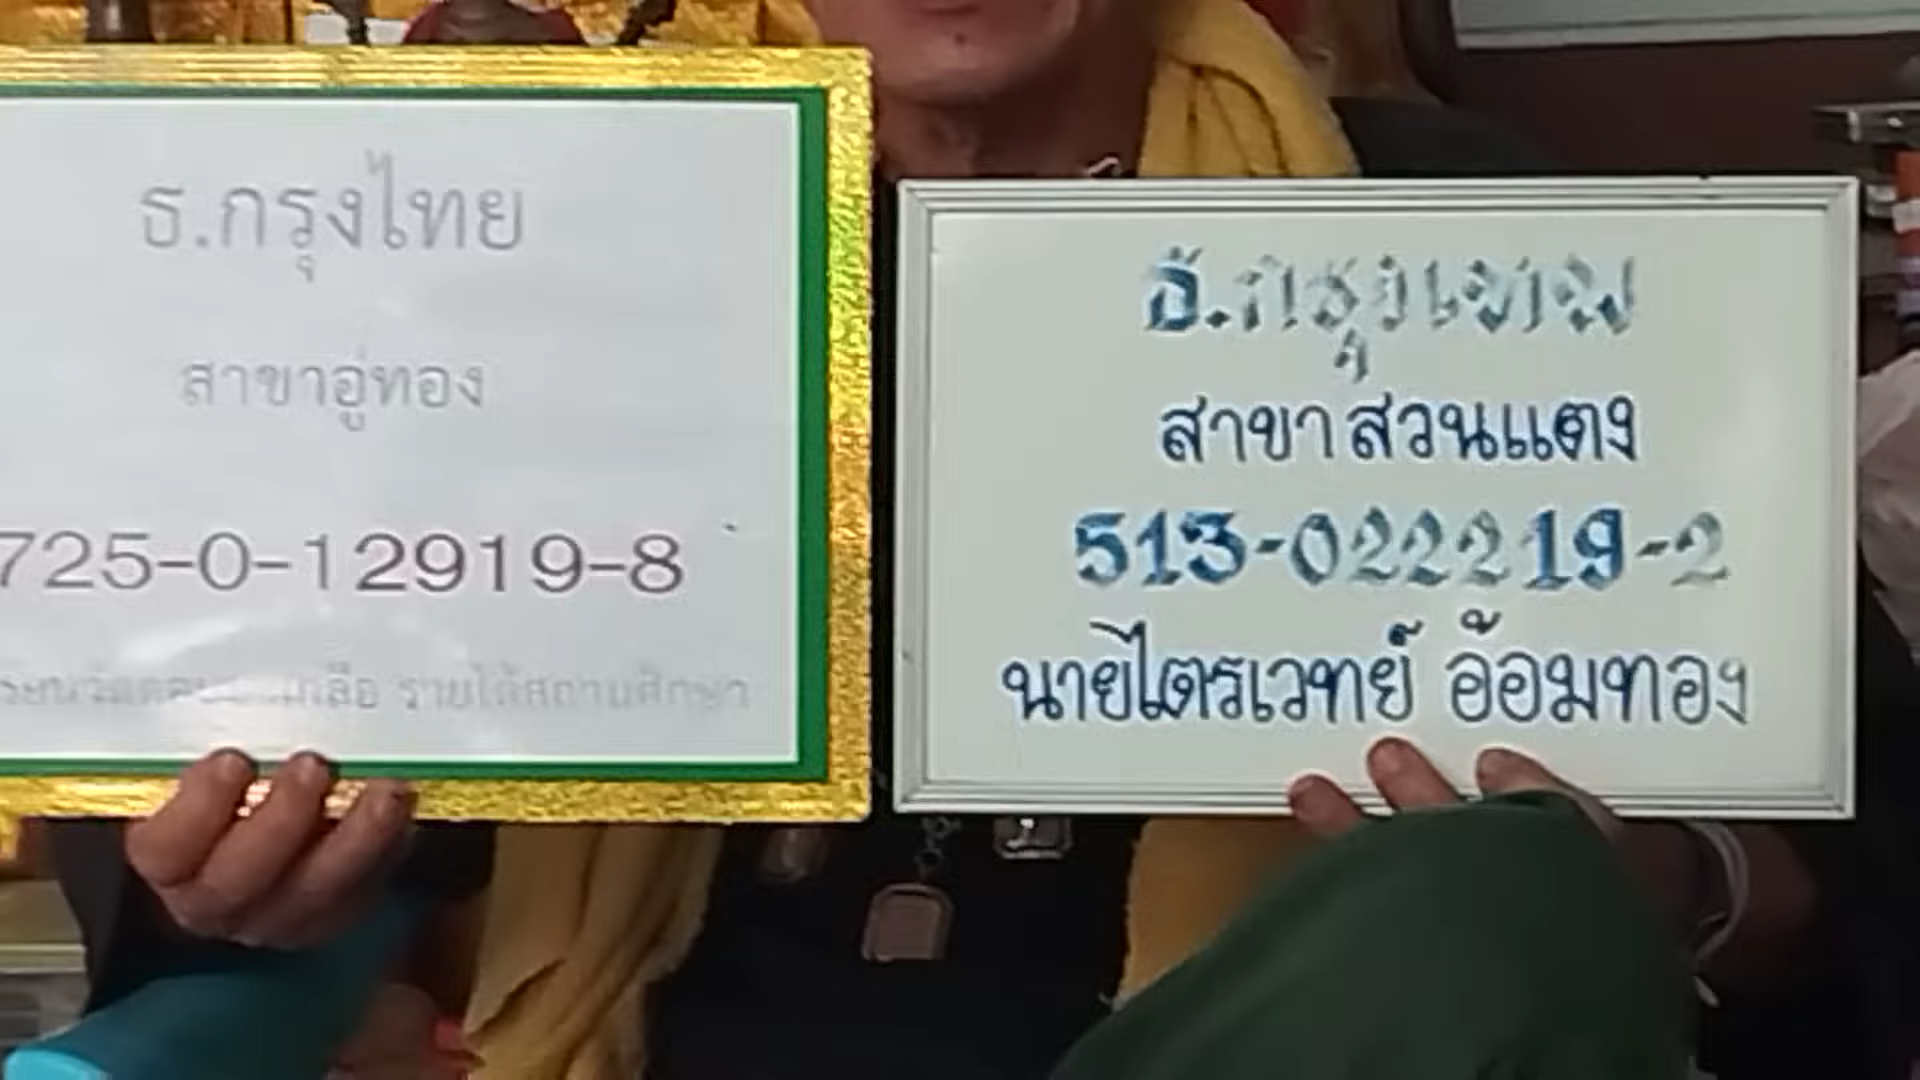 ธ.กรุงไทย
สาขาอู่ทอง
725-0-12919-8
รายได้สถานศึกษา
ธ.กรุงเทพ
สาขาสวนแตง
513-022219-2
นายไตรเวทย์ อ้อมทอง